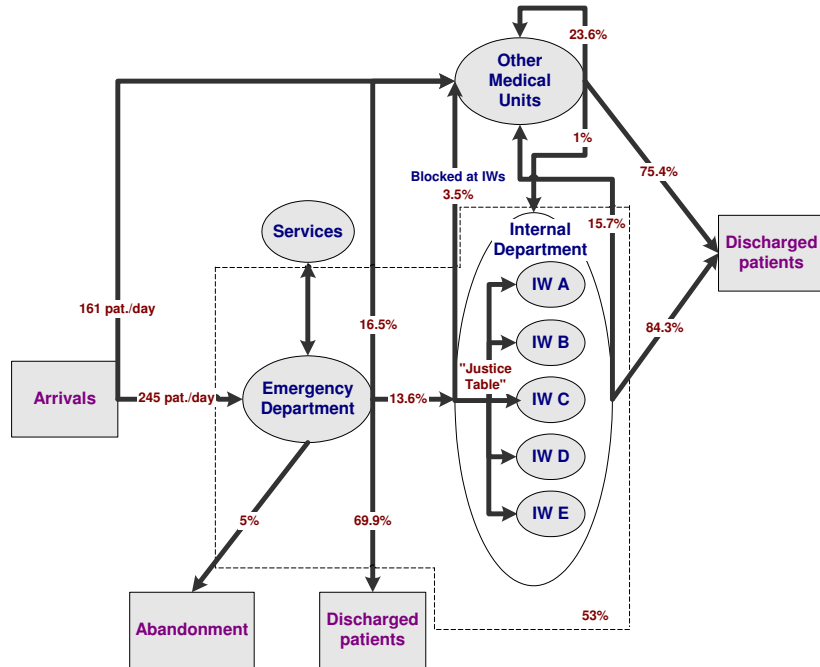 23.6%
Other
Medical
Units
1%
Blocked at IWs
3.5%
75.4%
15.7%
Services
Internal
Department
Discharged
patients
IW A
161 pat./day
16.5%
84.3%
IW B
"Justice
Table"
Arrivals
245 pat./day
Emergency
Department
13.6%
IW C
IW D
5%
69.9%
IW E
Abandonment
Discharged
patients
53%